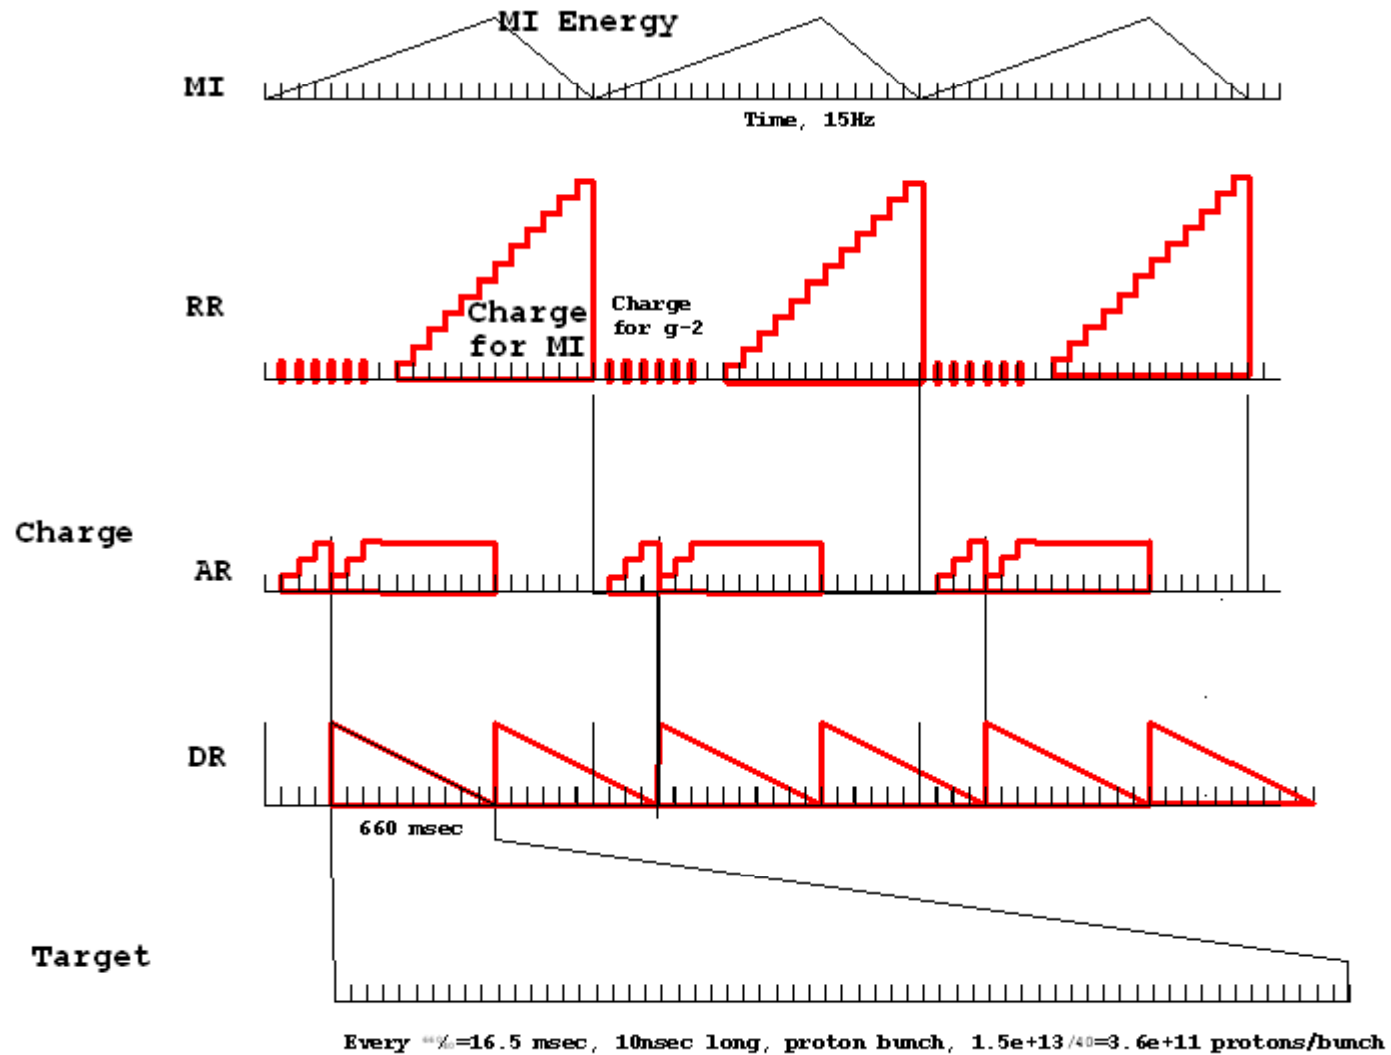 MI Energy
MI
Time, 15Hz
RR
Charge
for MI
Charge
for g-2
Charge
AR
DR
660 msec
Target
Every =16.5 msec, 10nsec long, proton bunch, 1.5e+13/40=3.6e+11 protons/bunch